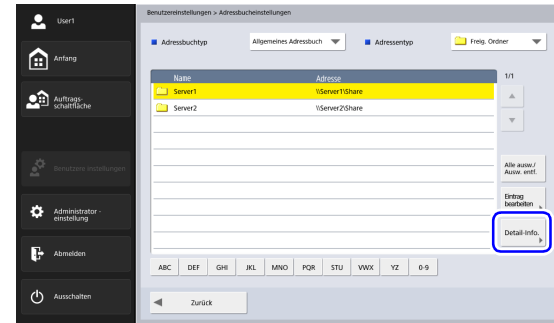 User1
Anfang
Auftrags-
schaltfläche
Benutzere instellungen
Administrator -
einstellung
Abmelden
Ausschalten
Benutzereinstellungen > Adressbucheinstellungen
Adressbuchtyp
Allgemeines Adressbuch
Adressentyp
Freig. Ordner
Name Adresse
Server1 \\Server1\Share
Server2 \\Server2\Share
1/1
Alle ausw./
Ausw. entf.
Eintrag
bearbeiten
Detail-Info.
ABC DEF GHI JKL MNO PQR STU VWX YZ 0-9
Zurück